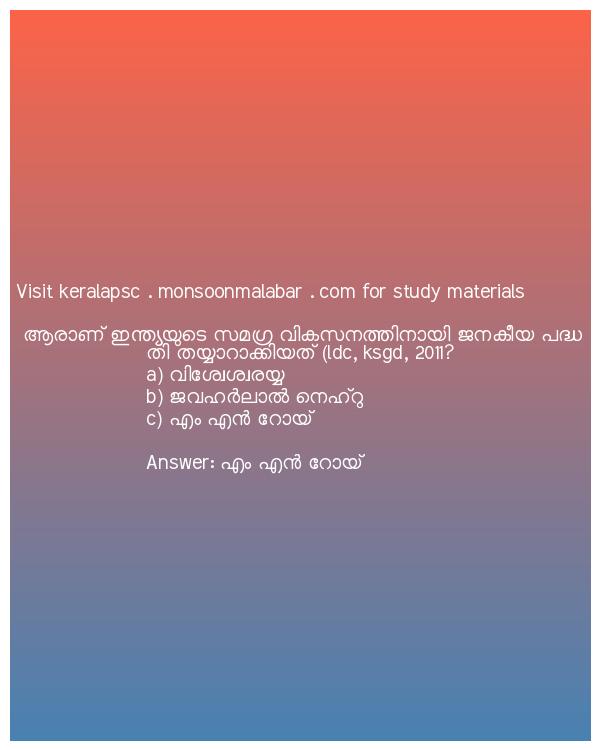 Visit keralapsc . monsoonmalabar . com for study materials
ആരാണ് ഇന്ത്യയുടെ സമഗ്ര വികസനത്തിനായി ജനകീയ പദ്ധ
തി തയ്യാറാക്കിയത് (ldc, ksgd, 2011?
a) വിശ്വേശ്വരയ്യ
b) ജവഹർലാൽ നെഹ്റു
c) എം എൻ റോയ്
Answer: എം എൻ റോയ്